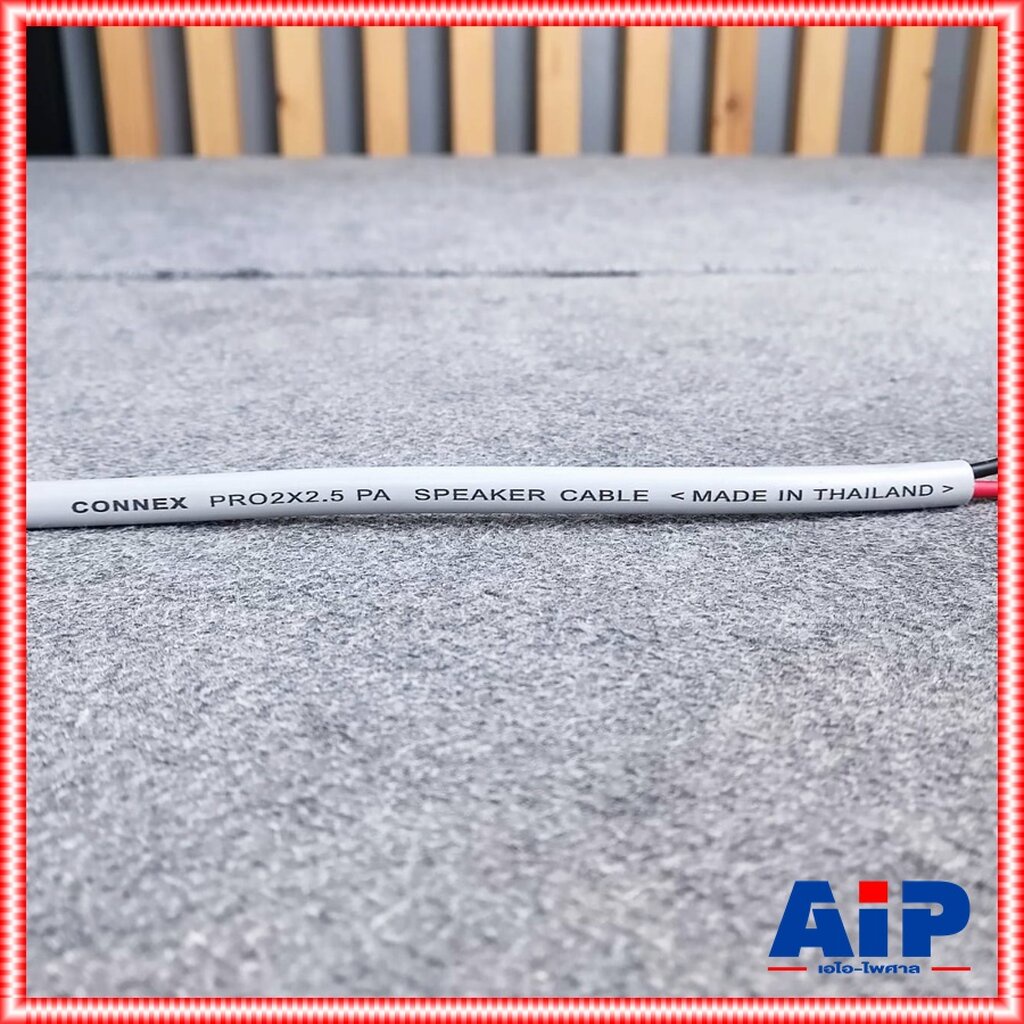 CONNEX PRO2X2.5 PA SPEAKER CABLE < MADE IN THAILAND >
AiP
เอไอ-ไพศาล